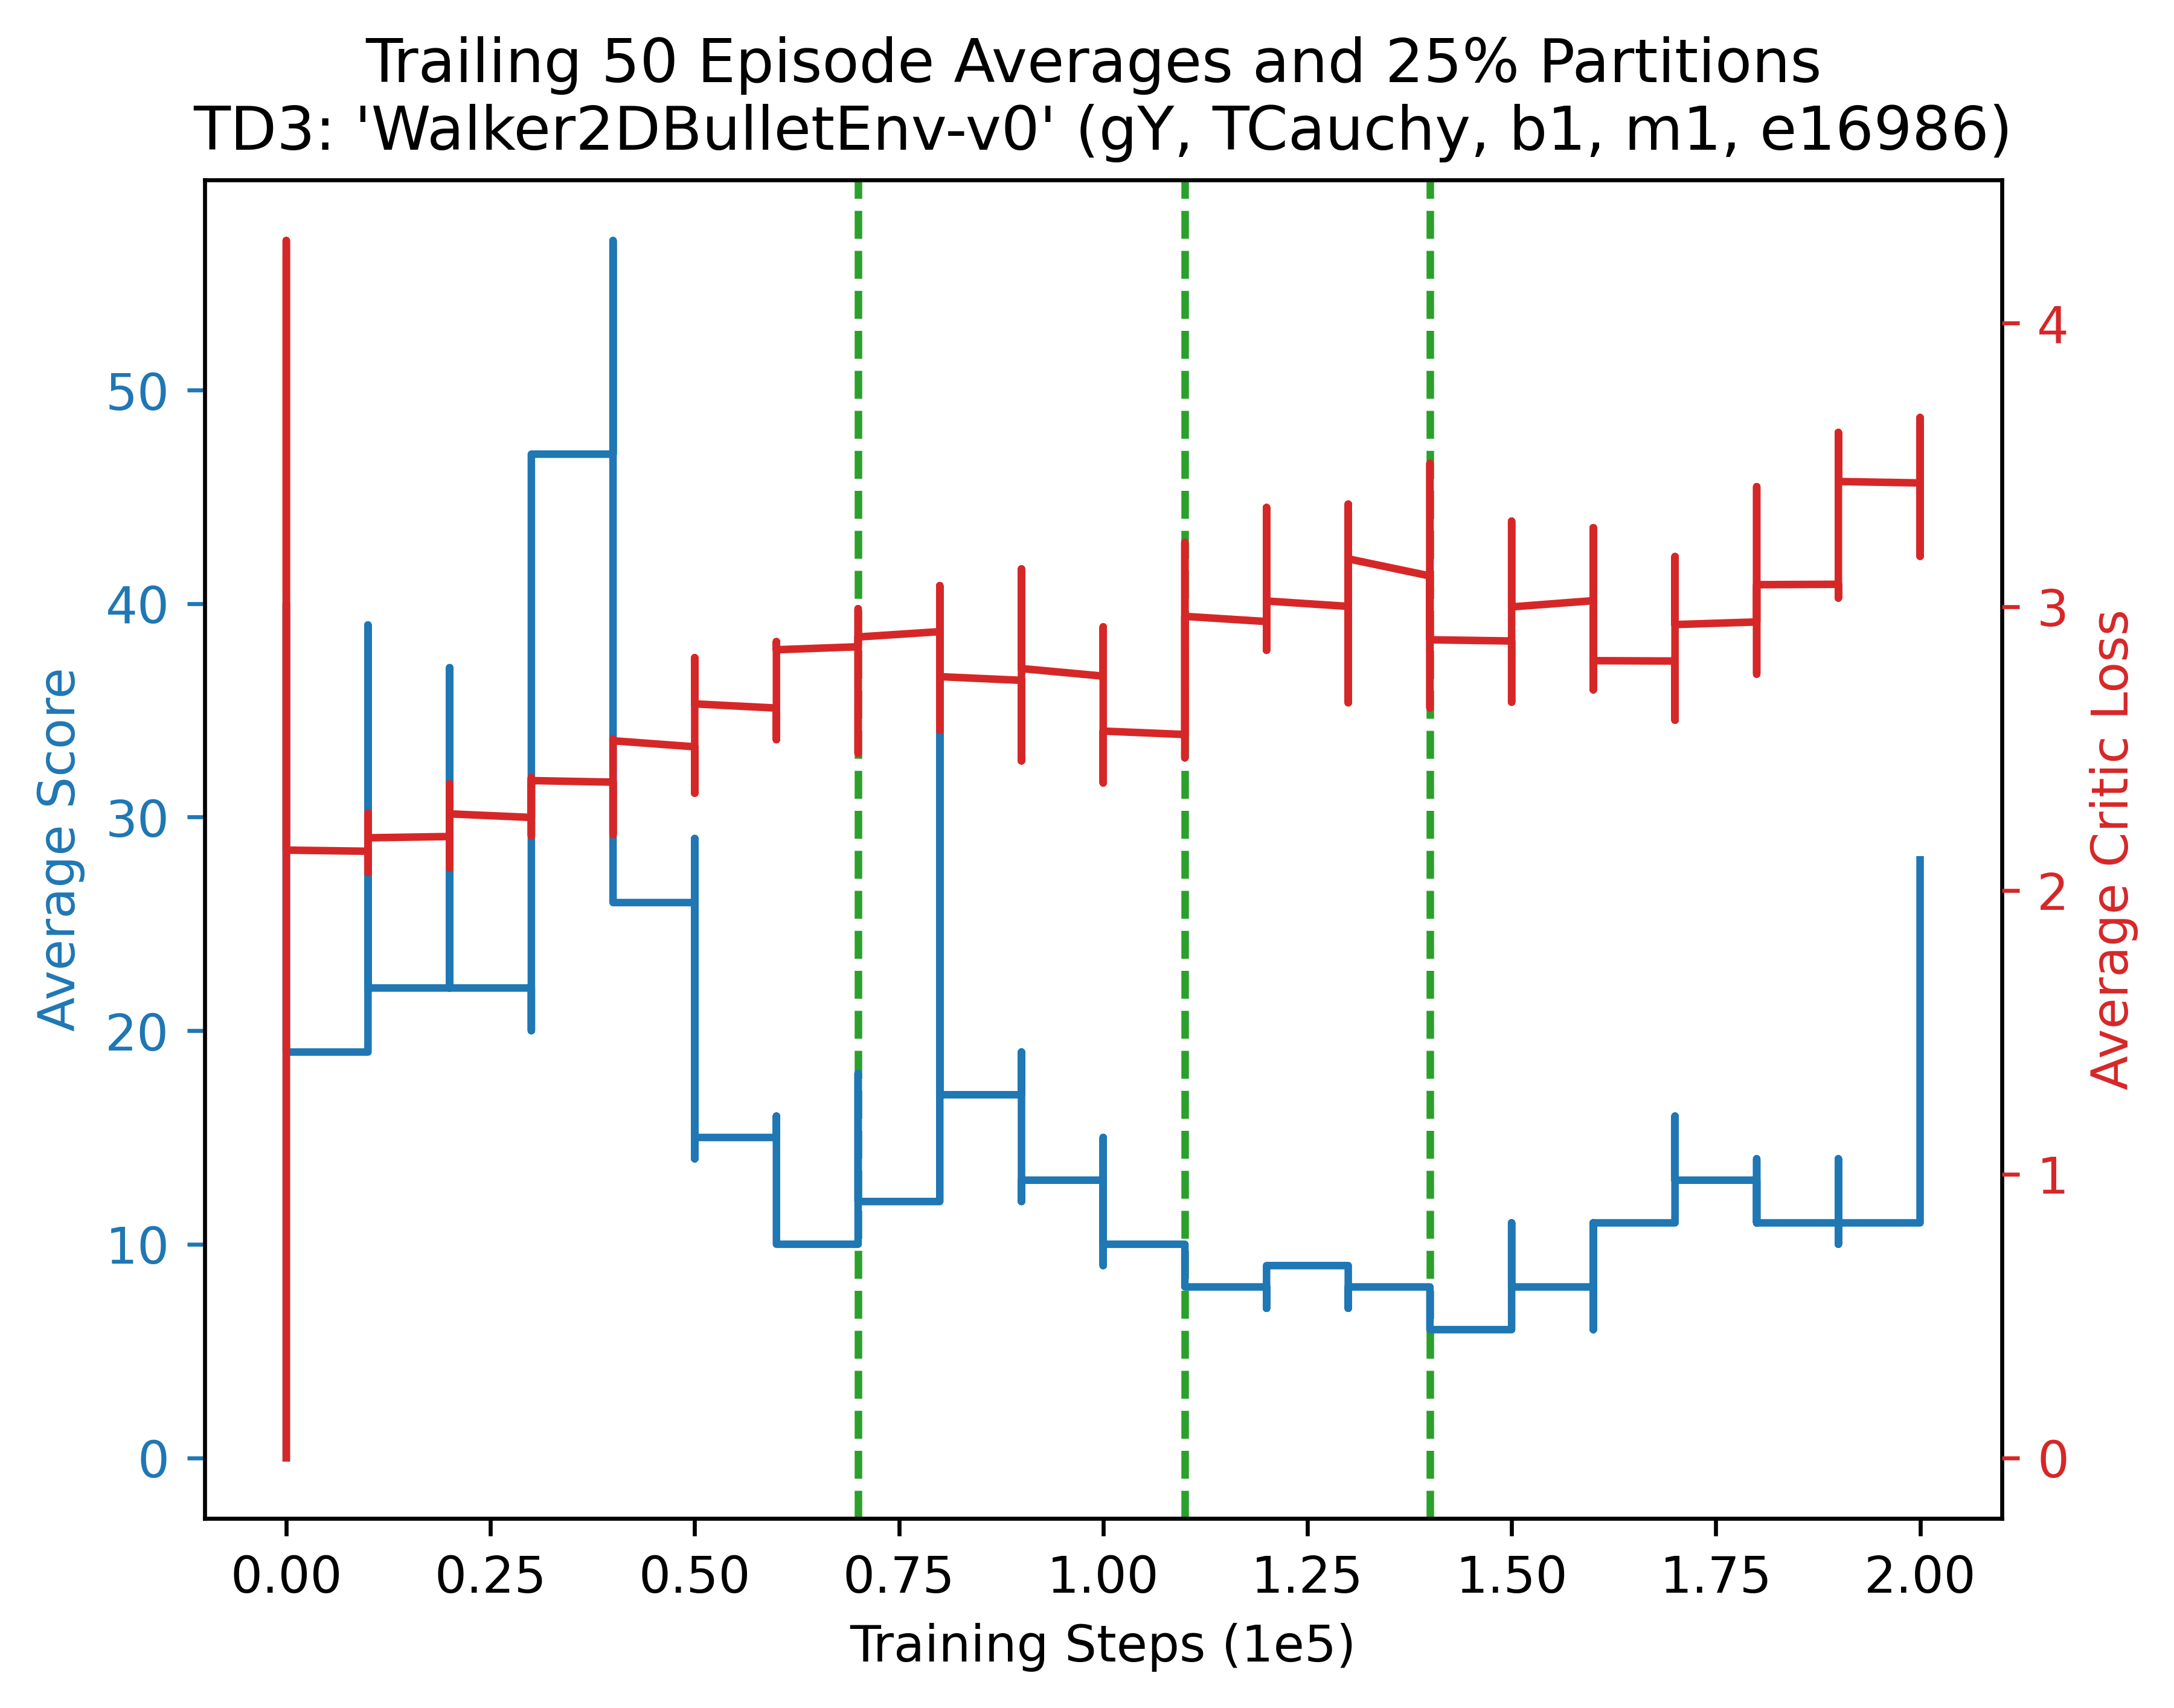 Trailing 50 Episode Averages and 25% Partitions
TD3: 'Walker2DBulletEnv-v0' (gY, TCauchy, b1, m1, e16986)
Average Score
50
40
30
20
10
0
Average Critic Loss
4
3
2
1
0
0.00 0.25 0.50 0.75 1.00 1.25 1.50 1.75 2.00
Training Steps (1e5)